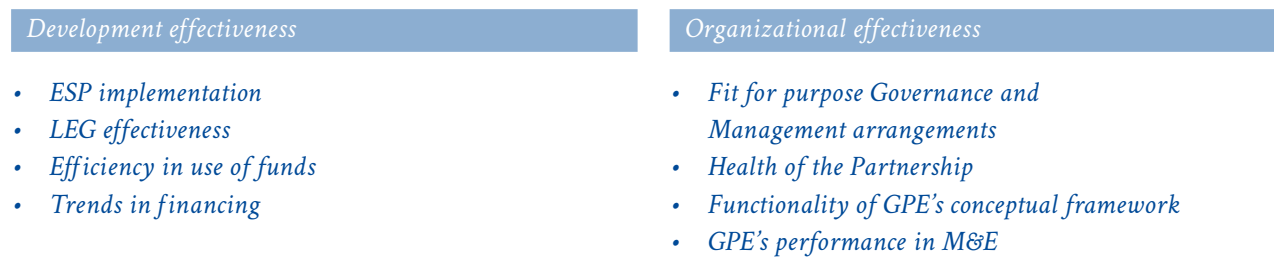 Development effectiveness
• ESP implementation
• LEG effectiveness
• Efficiency in use of funds
• Trends in financing
Organizational effectiveness
• Fit for purpose Governance and
Management arrangements
• Health of the Partnership
• Functionality of GPE’s conceptual framework
• GPE’s performance in M&E